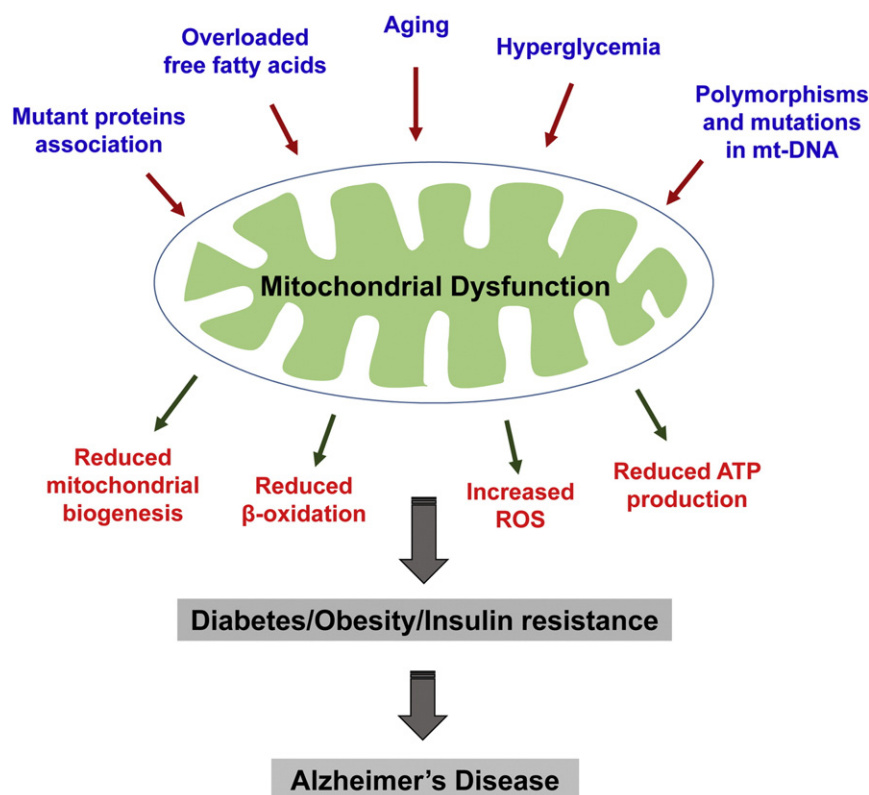 Aging
Overloaded
free fatty acids
Hyperglycemia
Mutant proteins
association
Polymorphisms
and mutations
in mt-DNA
Mitochondrial Dysfunction
Reduced
mitochondrial
biogenesis
Reduced
β-oxidation
Increased
ROS
Reduced ATP
production
Diabetes/Obesity/Insulin resistance
Alzheimer's Disease